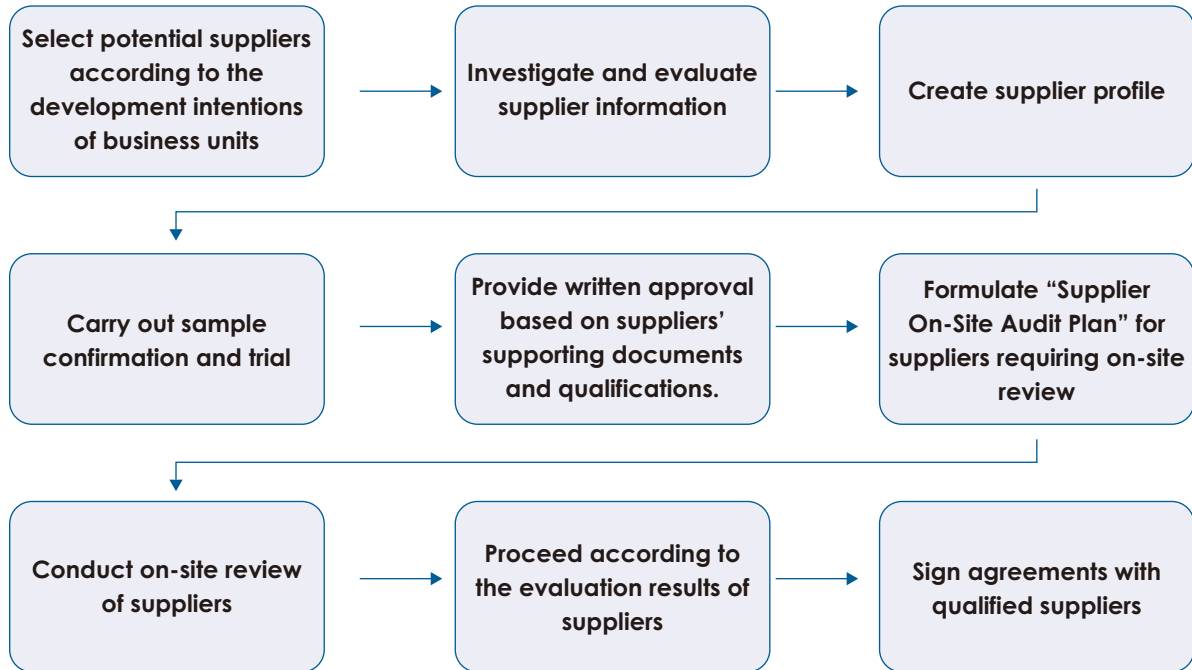 Select potential suppliers
according to the
development intentions
of business units
Investigate and evaluate
supplier information
Create supplier profile
Carry out sample
confirmation and trial
Provide written approval
based on suppliers’
supporting documents
and qualifications.
Formulate “Supplier
On-Site Audit Plan” for
suppliers requiring on-site
review
Conduct on-site review
of suppliers
Proceed according to
the evaluation results of
suppliers
Sign agreements with
qualified suppliers